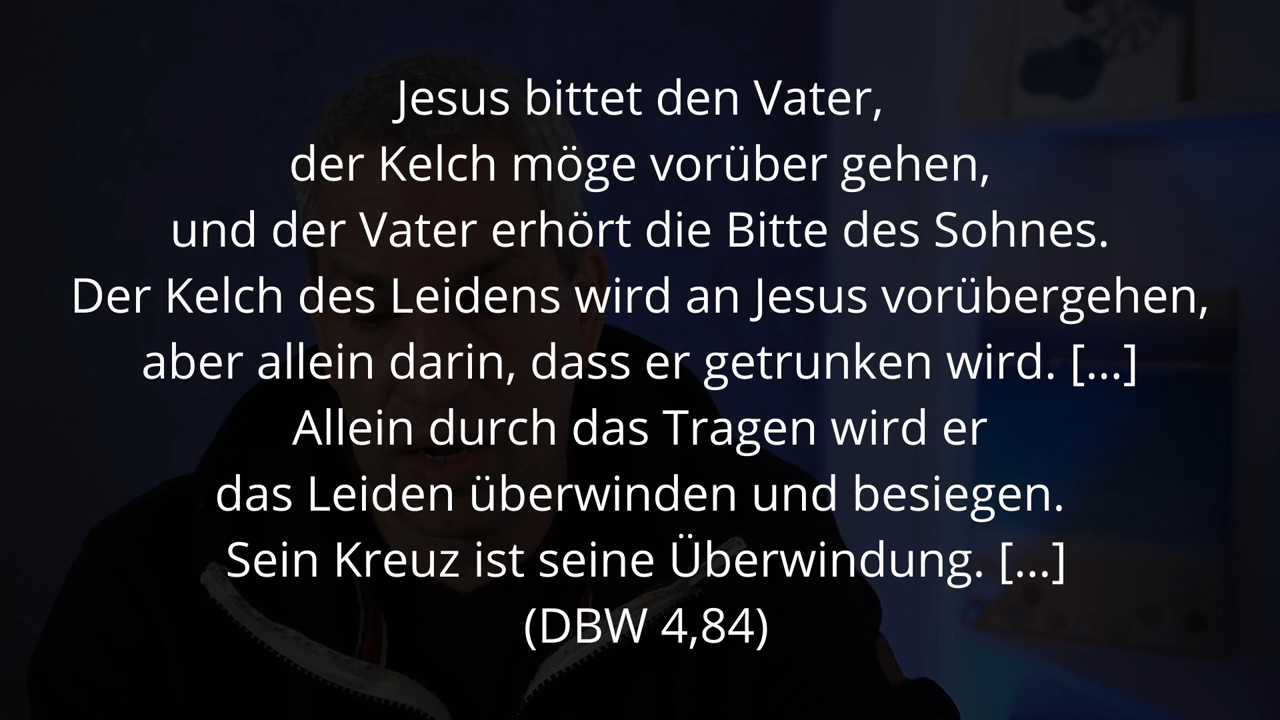 Jesus bittet den Vater,
der Kelch möge vorüber gehen,
und der Vater erhört die Bitte des Sohnes.
Der Kelch des Leidens wird an Jesus vorübergehen,
aber allein darin, dass er getrunken wird. [...]
Allein durch das Tragen wird er
das Leiden überwinden und besiegen.
Sein Kreuz ist seine Überwindung. [...]
(DBW 4,84)